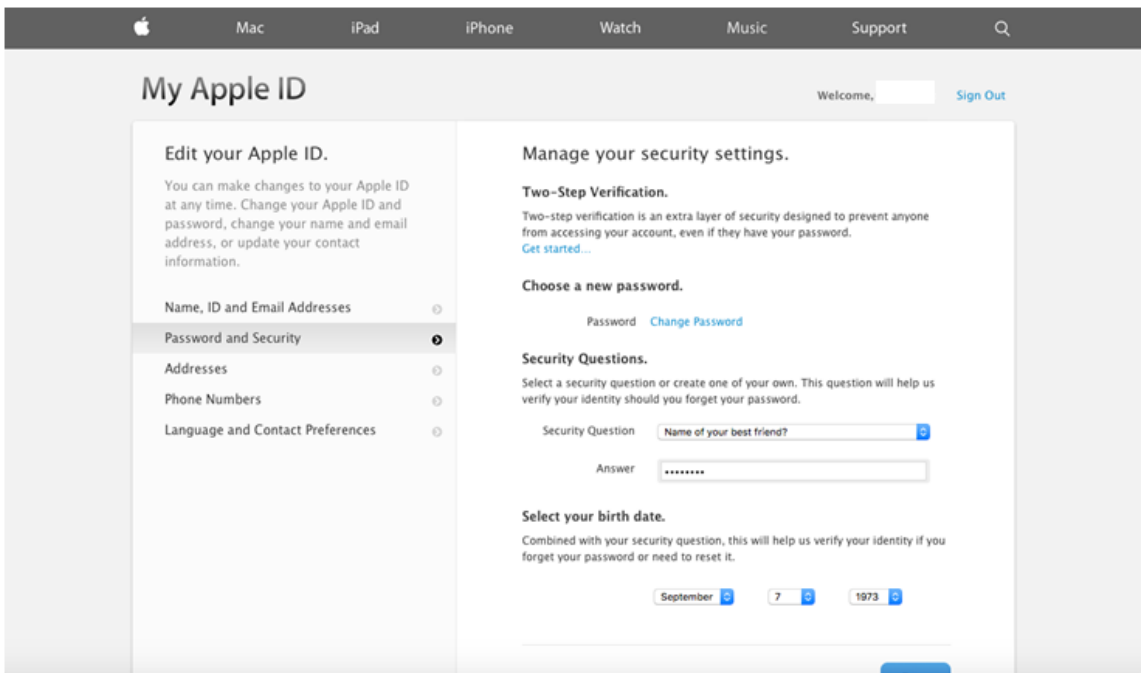 Mac iPad iPhone Watch Music Support
My Apple ID
Welcome, Sign Out
Edit your Apple ID.
You can make changes to your Apple ID
at any time. Change your Apple ID and
password, change your name and email
address, or update your contact
information.
Name, ID and Email Addresses
Password and Security
Addresses
Phone Numbers
Language and Contact Preferences
Manage your security settings.
Two-Step Verification.
Two-step verification is an extra layer of security designed to prevent anyone
from accessing your account, even if they have your password.
Get started...
Choose a new password.
Password Change Password
Security Questions.
Select a security question or create one of your own. This question will help us
verify your identity should you forget your password.
Security Question Name of your best friend?
Answer ••••••••
Select your birth date.
Combined with your security question, this will help us verify your identity if you
forget your password or need to reset it.
September 7 1973